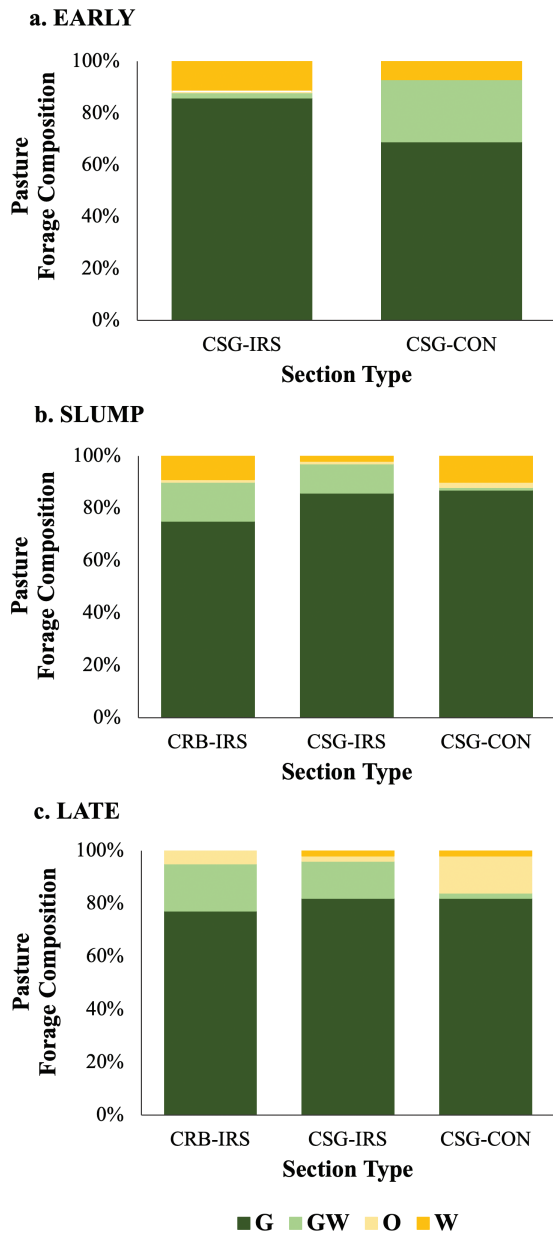 a. EARLY
100%
80%
60%
40%
20%
0%
Pasture
Forage Composition
CSG-IRS CSG-CON
Section Type
b. SLUMP
100%
80%
60%
40%
20%
0%
Pasture
Forage Composition
CRB-IRS CSG-IRS CSG-CON
Section Type
c. LATE
100%
80%
60%
40%
20%
0%
Pasture
Forage Composition
CRB-IRS CSG-IRS CSG-CON
Section Type
G GW O W